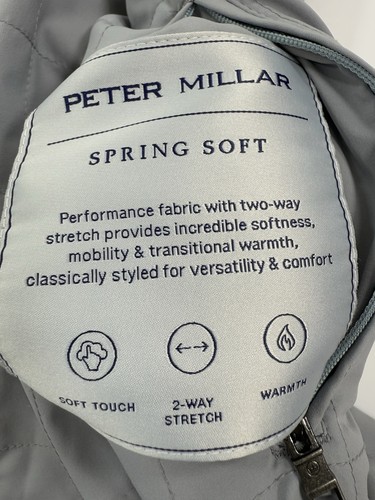 PETER MILLAR
SPRING SOFT
Performance fabric with two-way
stretch provides incredible softness,
mobility & transitional warmth,
classically styled for versatility & comfort
SOFT TOUCH
2-WAY
STRETCH
WARMTH